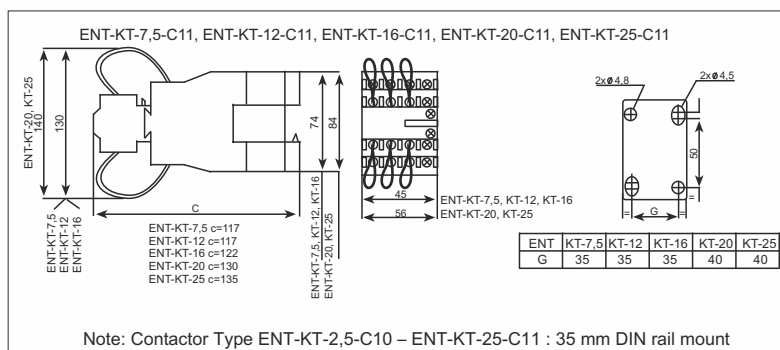 ENT-KT-7,5-C11, ENT-KT-12-C11, ENT-KT-16-C11, ENT-KT-20-C11, ENT-KT-25-C11
ENT-KT-20, KT-25
140
130
ENT-KT-7,5
ENT-KT-12
ENT-KT-16
C
ENT-KT-7,5 c=117
ENT-KT-12 c=117
ENT-KT-16 c=122
ENT-KT-20 c=130
ENT-KT-25 c=135
74
84
ENT-KT-7,5, KT-12, KT-16
ENT-KT-20, KT-25
45
ENT-KT-7,5, KT-12, KT-16
56
ENT-KT-20, KT-25
2xø4.8
2xø4,5
50
= G =
ENT KT-7,5 KT-12 KT-16 KT-20 KT-25
G 35 35 35 40 40
Note: Contactor Type ENT-KT-2,5-C10 – ENT-KT-25-C11 : 35 mm DIN rail mount